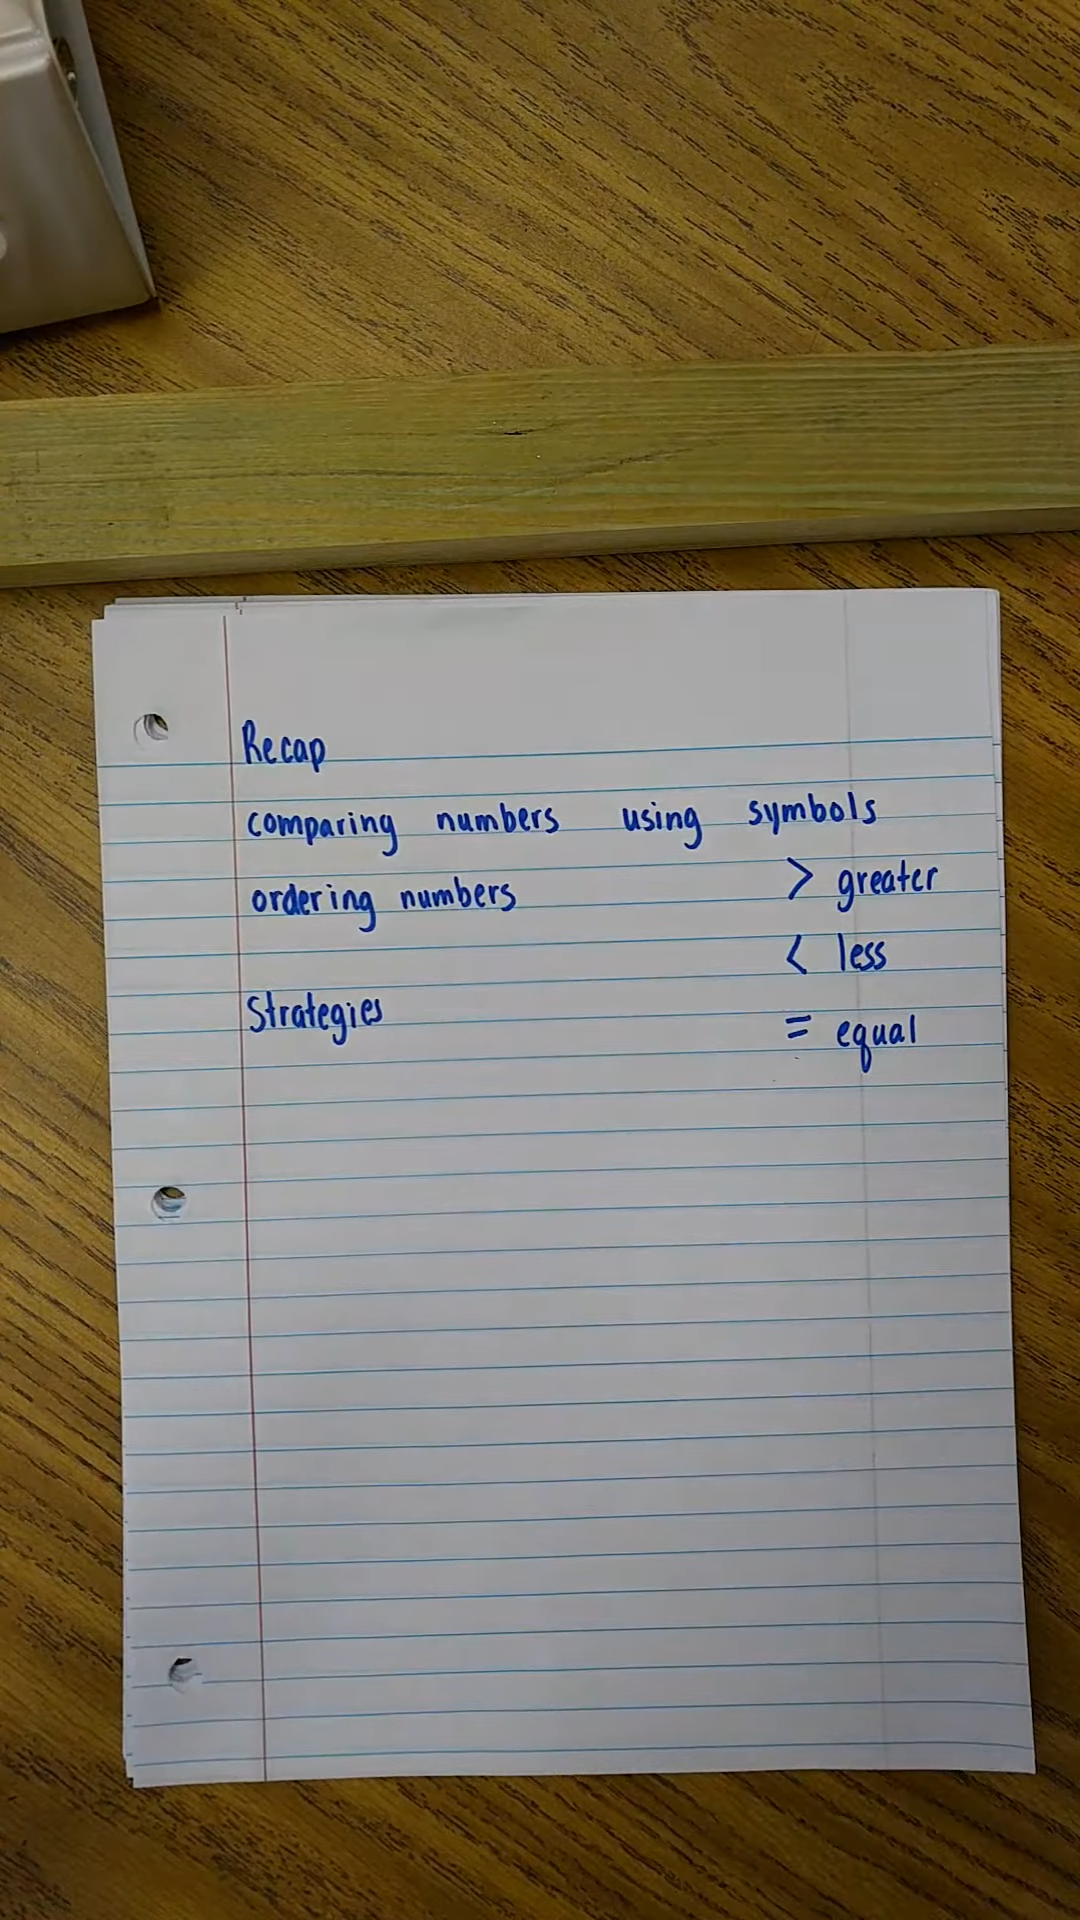 Recap
comparing numbers using symbols
ordering numbers
> greater
< less
Strategies
= equal